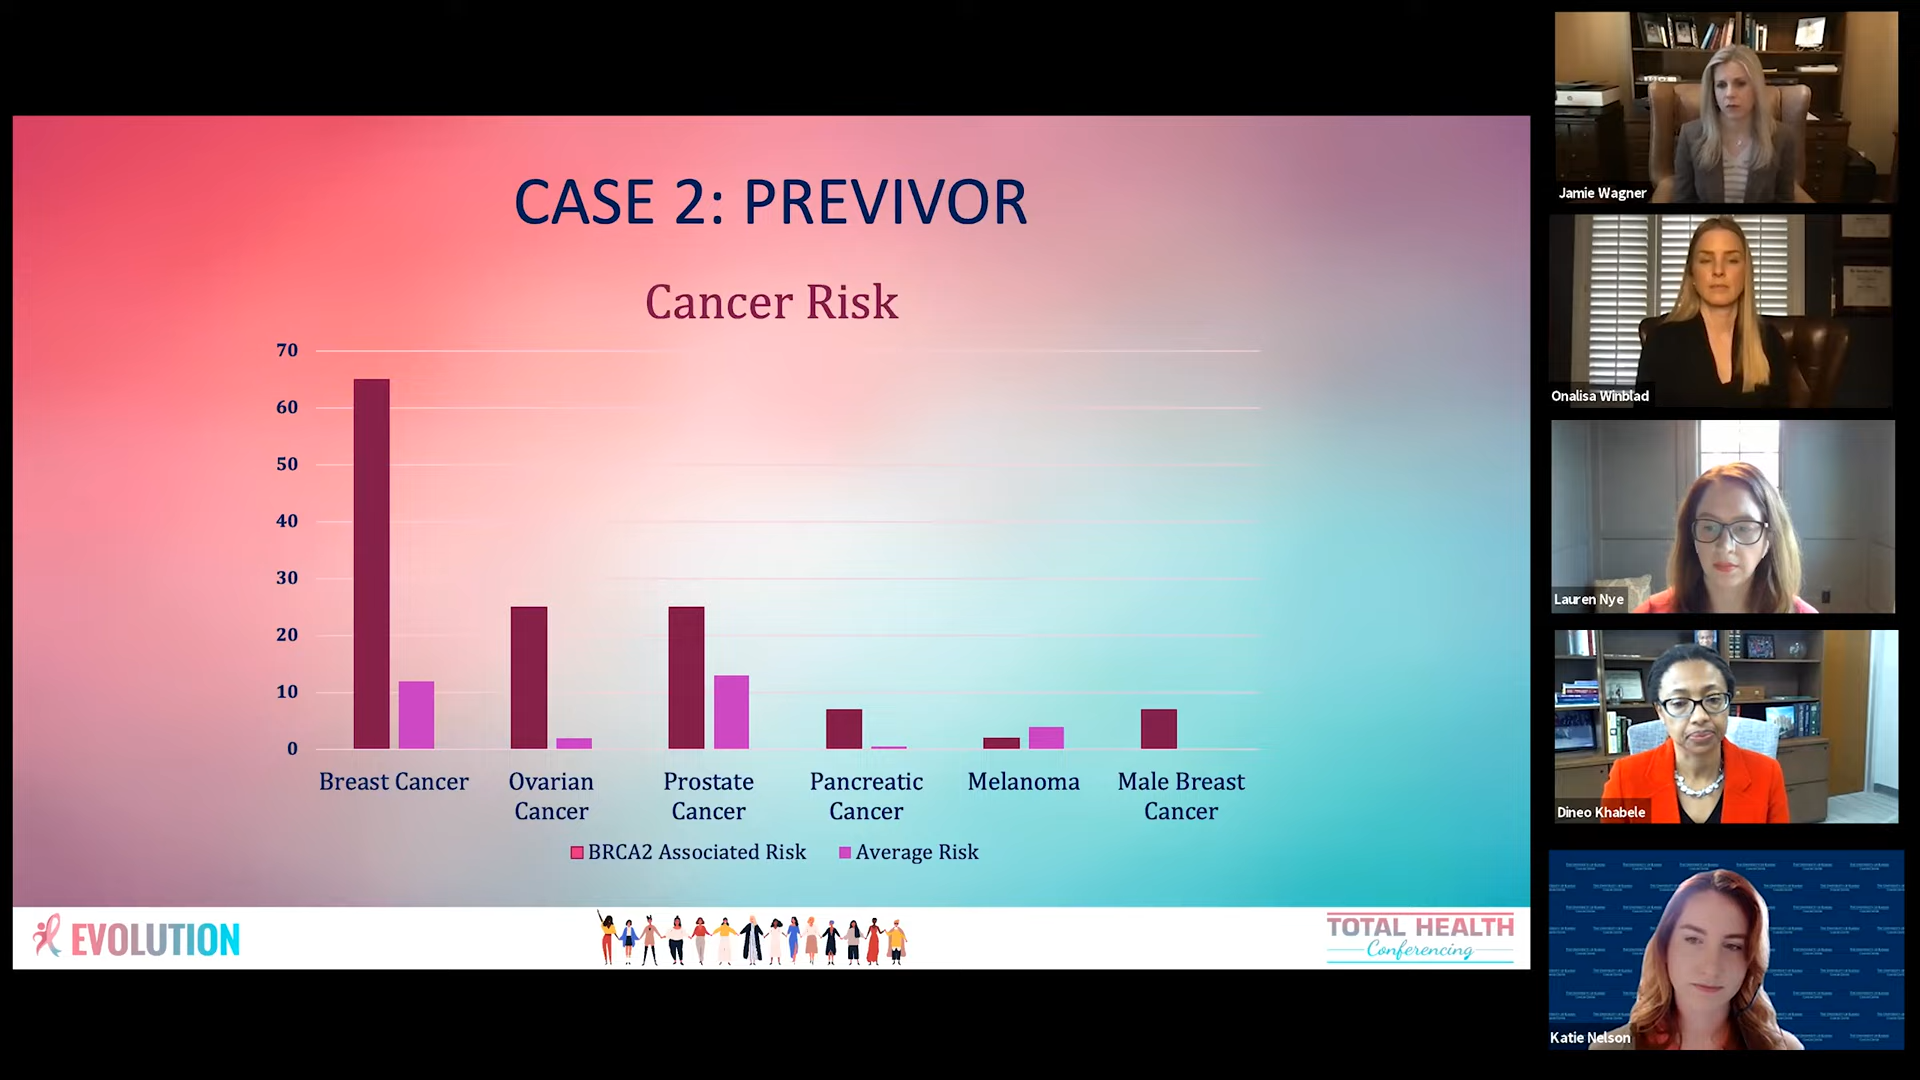 CASE 2: PREVIVOR
Cancer Risk
70
60
50
40
30
20
10
0
Breast Cancer
Ovarian
Cancer
Prostate
Cancer
Pancreatic
Cancer
Melanoma
Male Breast
Cancer
BRCA2 Associated Risk
Average Risk
EVOLUTION
TOTAL HEALTH
Conferencing
Jamie Wagner
Onalisa Winblad
Lauren Nye
Dineo Khabele
Katie Nelson